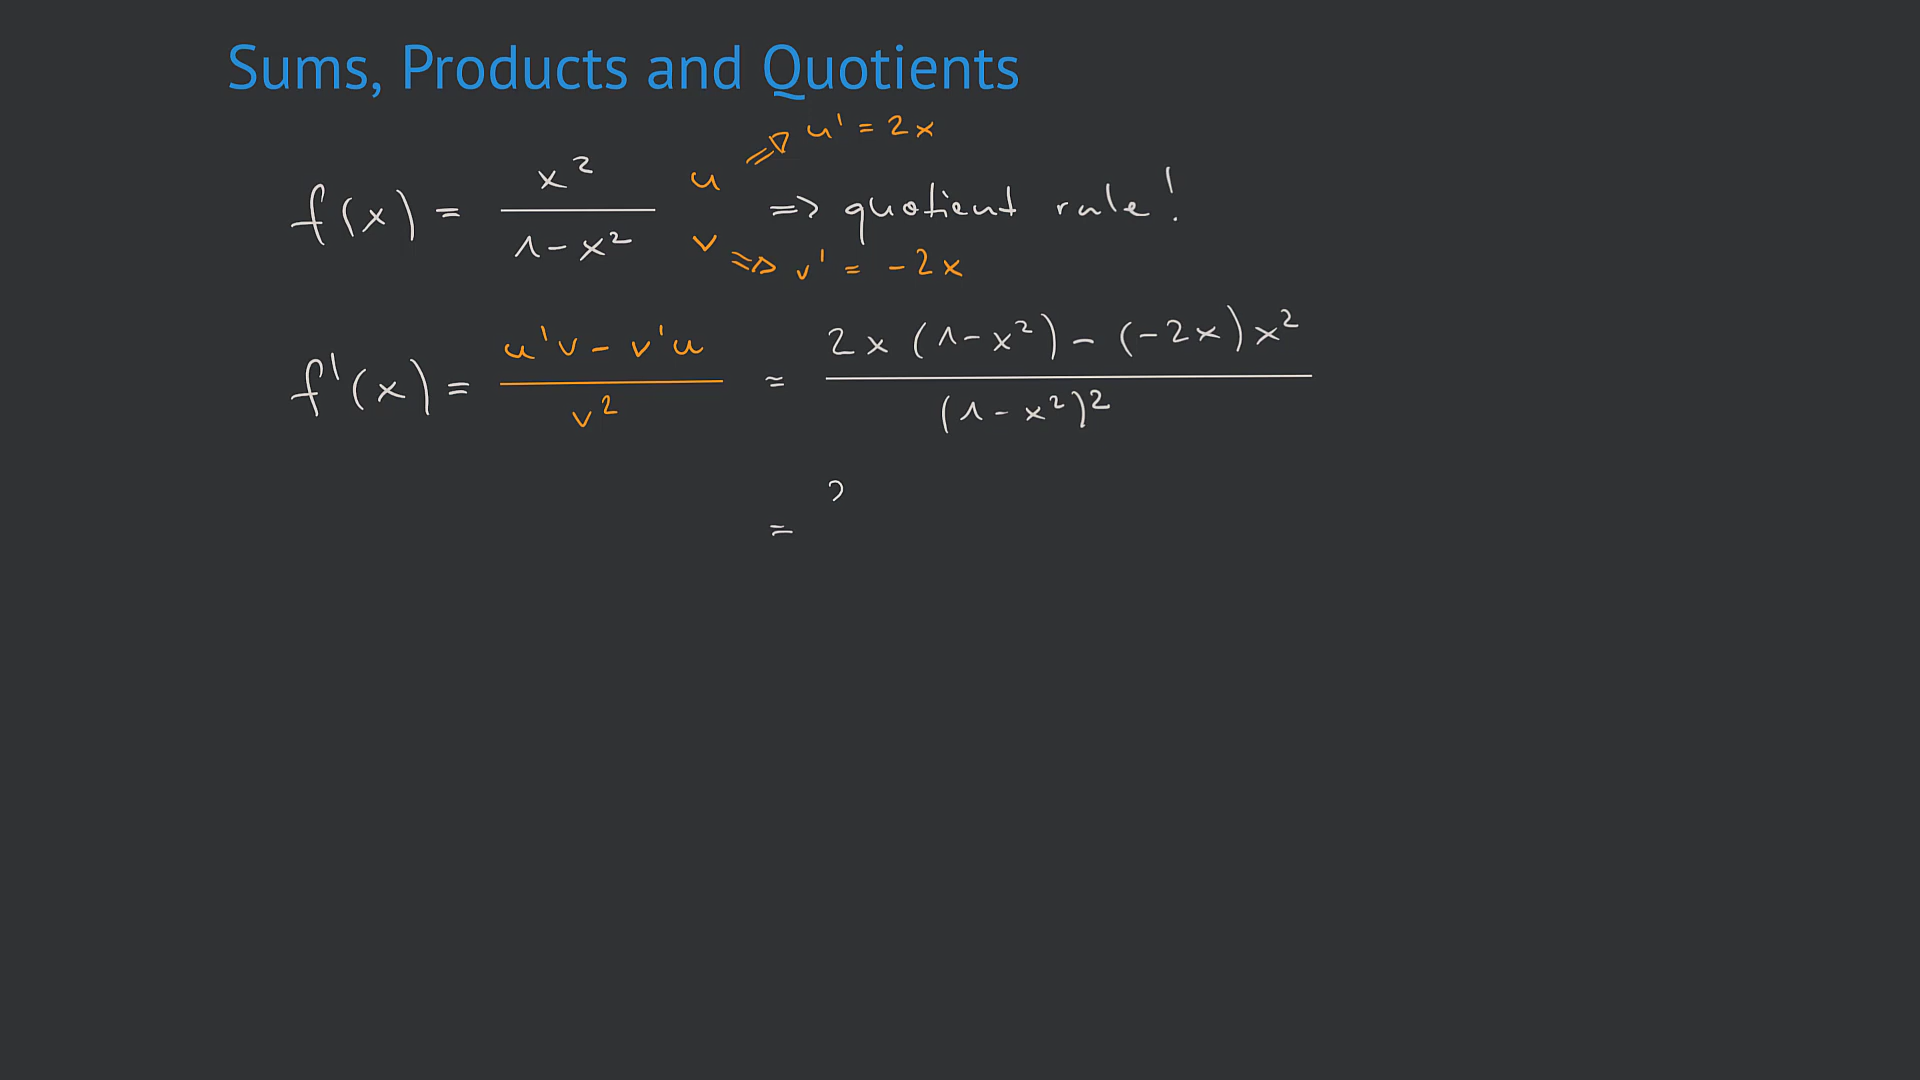 Sums, Products and Quotients
⇒ u' = 2x
f(x) = x² / 1-x² u v => quotient rule!
⇒ v' = -2x
f'(x) = u'v - v'u / v² = 2x (1-x²) - (-2x) x² / (1-x²)²
=